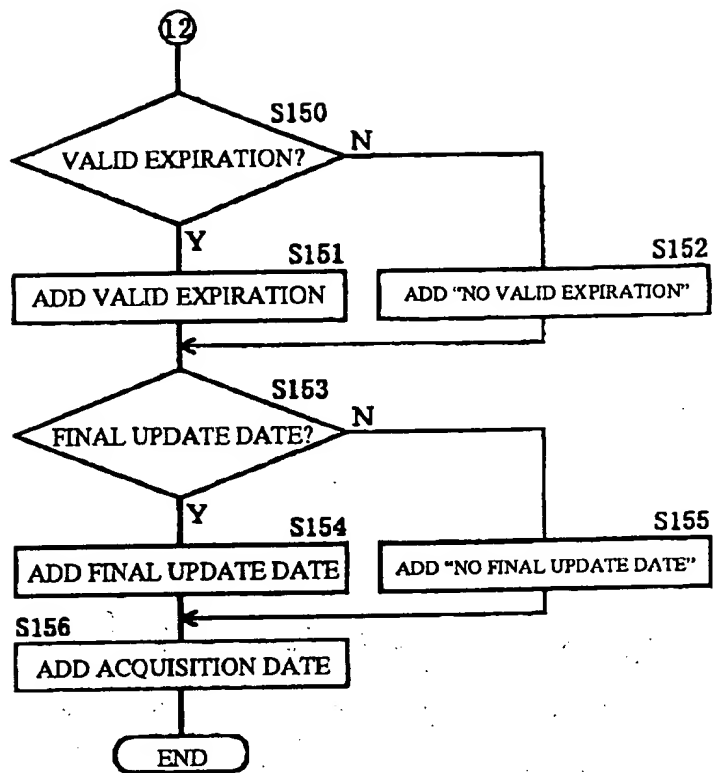 12
S150
VALID EXPIRATION?
N
Y
S151
ADD VALID EXPIRATION
S152
ADD "NO VALID EXPIRATION"
S153
FINAL UPDATE DATE?
N
Y
S154
ADD FINAL UPDATE DATE
S155
ADD "NO FINAL UPDATE DATE"
S156
ADD ACQUISITION DATE
END